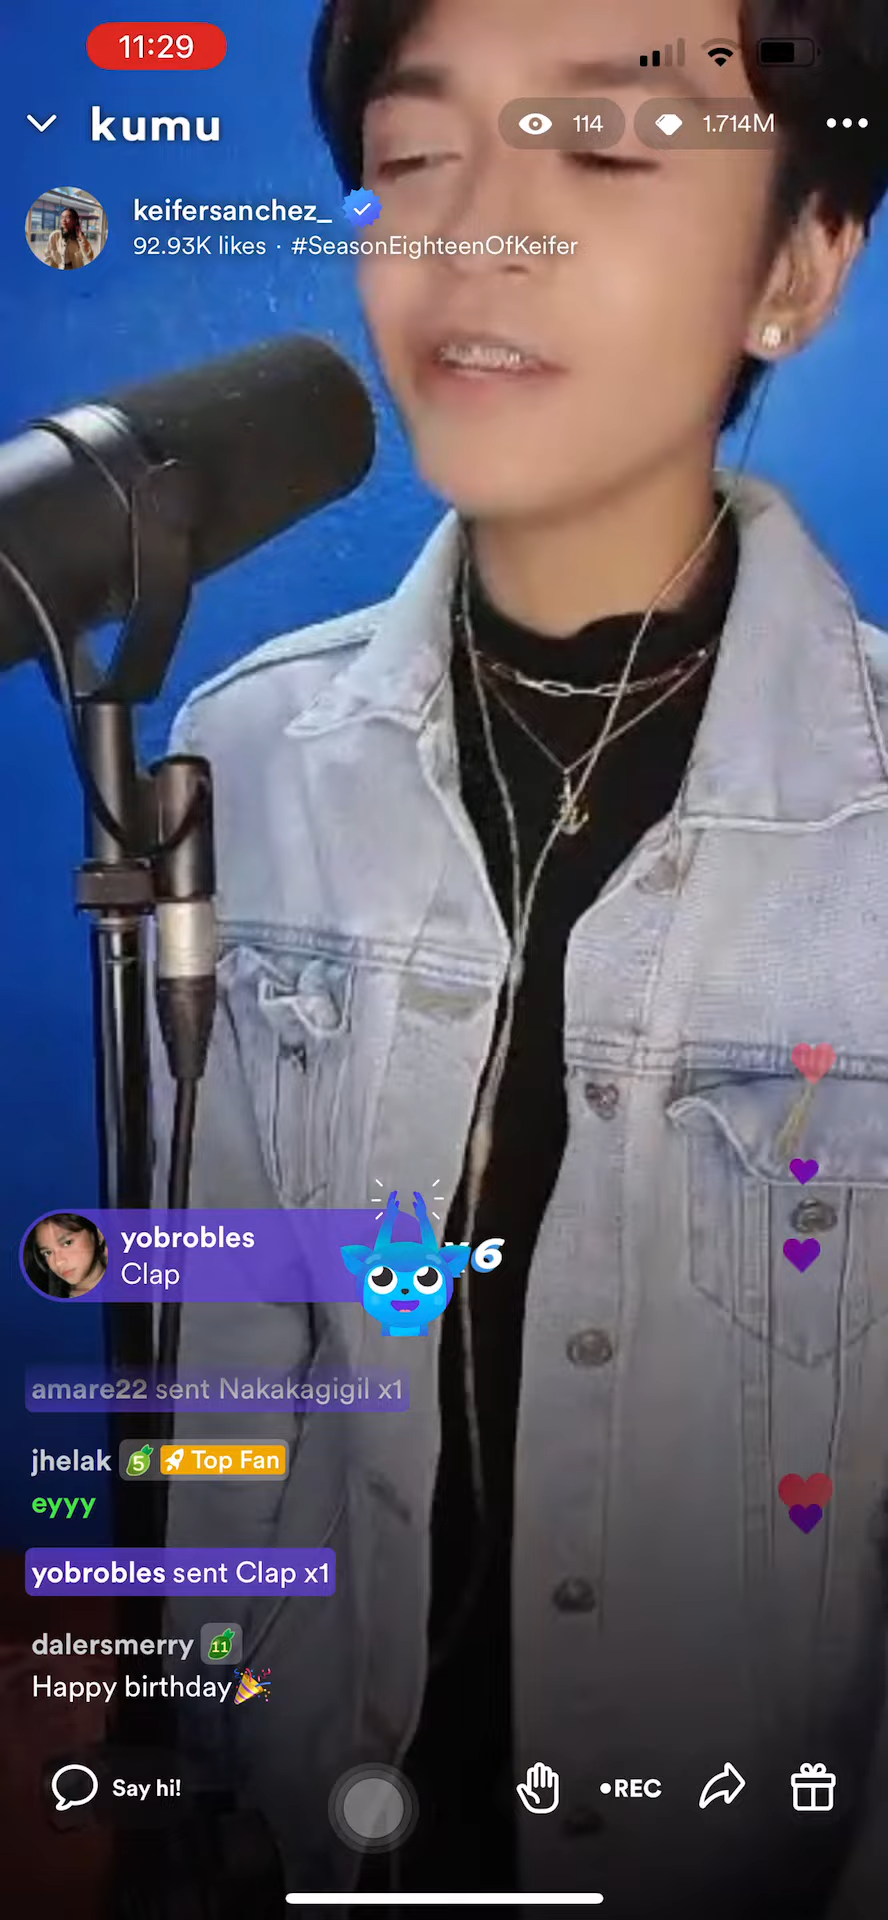 11:29
kumu
114
1.714M
keifersanchez_
92.93K likes · #SeasonEighteenOfKeifer
yobrobles
Clap
x6
amare22 sent Nakakagigil x1
jhelak 5 Top Fan
eyyy
yobrobles sent Clap x1
dalersmerry 11
Happy birthday🎉
Say hi!
•REC